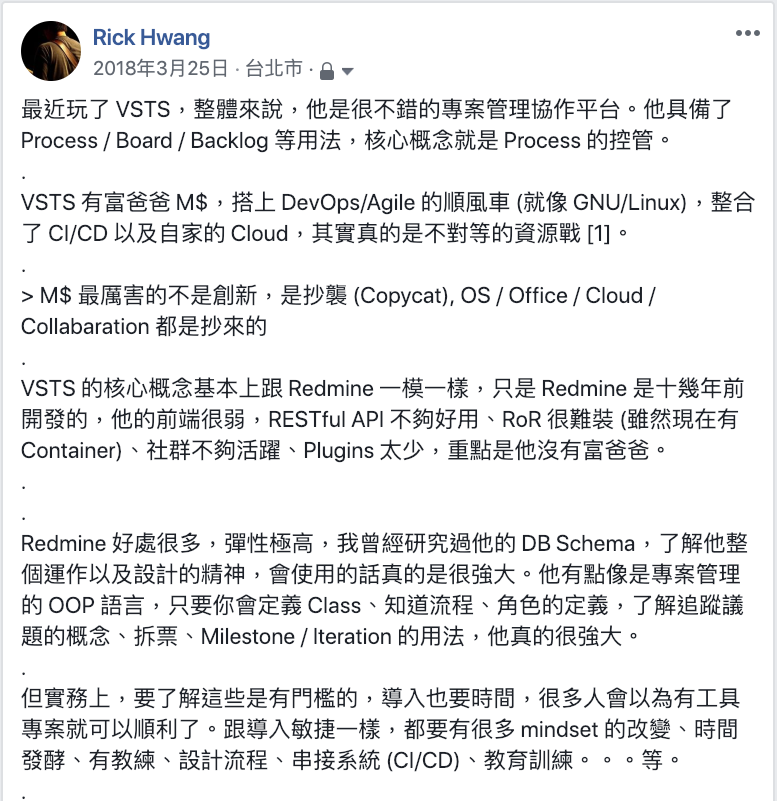 Rick Hwang
2018年3月25日 · 台北市 ·
最近玩了 VSTS，整體來說，他是很不錯的專案管理協作平台。他具備了
Process / Board / Backlog 等用法，核心概念就是 Process 的控管。
.
VSTS 有富爸爸 M$，搭上 DevOps/Agile 的順風車 (就像 GNU/Linux)，整合
了 CI/CD 以及自家的 Cloud，其實真的是不對等的資源戰 [1]。
.
> M$ 最厲害的不是創新，是抄襲 (Copycat), OS / Office / Cloud /
Collabaration 都是抄來的
.
VSTS 的核心概念基本上跟 Redmine 一模一樣，只是 Redmine 是十幾年前
開發的，他的前端很弱，RESTful API 不夠好用、RoR 很難裝 (雖然現在有
Container)、社群不夠活躍、Plugins 太少，重點是他沒有富爸爸。
.
.
Redmine 好處很多，彈性極高，我曾經研究過他的 DB Schema，了解他整
個運作以及設計的精神，會使用的話真的是很強大。他有點像是專案管理
的 OOP 語言，只要你會定義 Class、知道流程、角色的定義，了解追蹤議
題的概念、拆票、Milestone / Iteration 的用法，他真的很強大。
.
但實務上，要了解這些是有門檻的，導入也要時間，很多人會以為有工具
專案就可以順利了。跟導入敏捷一樣，都要有很多 mindset 的改變、時間
發酵、有教練、設計流程、串接系統 (CI/CD)、教育訓練。。。等。
.